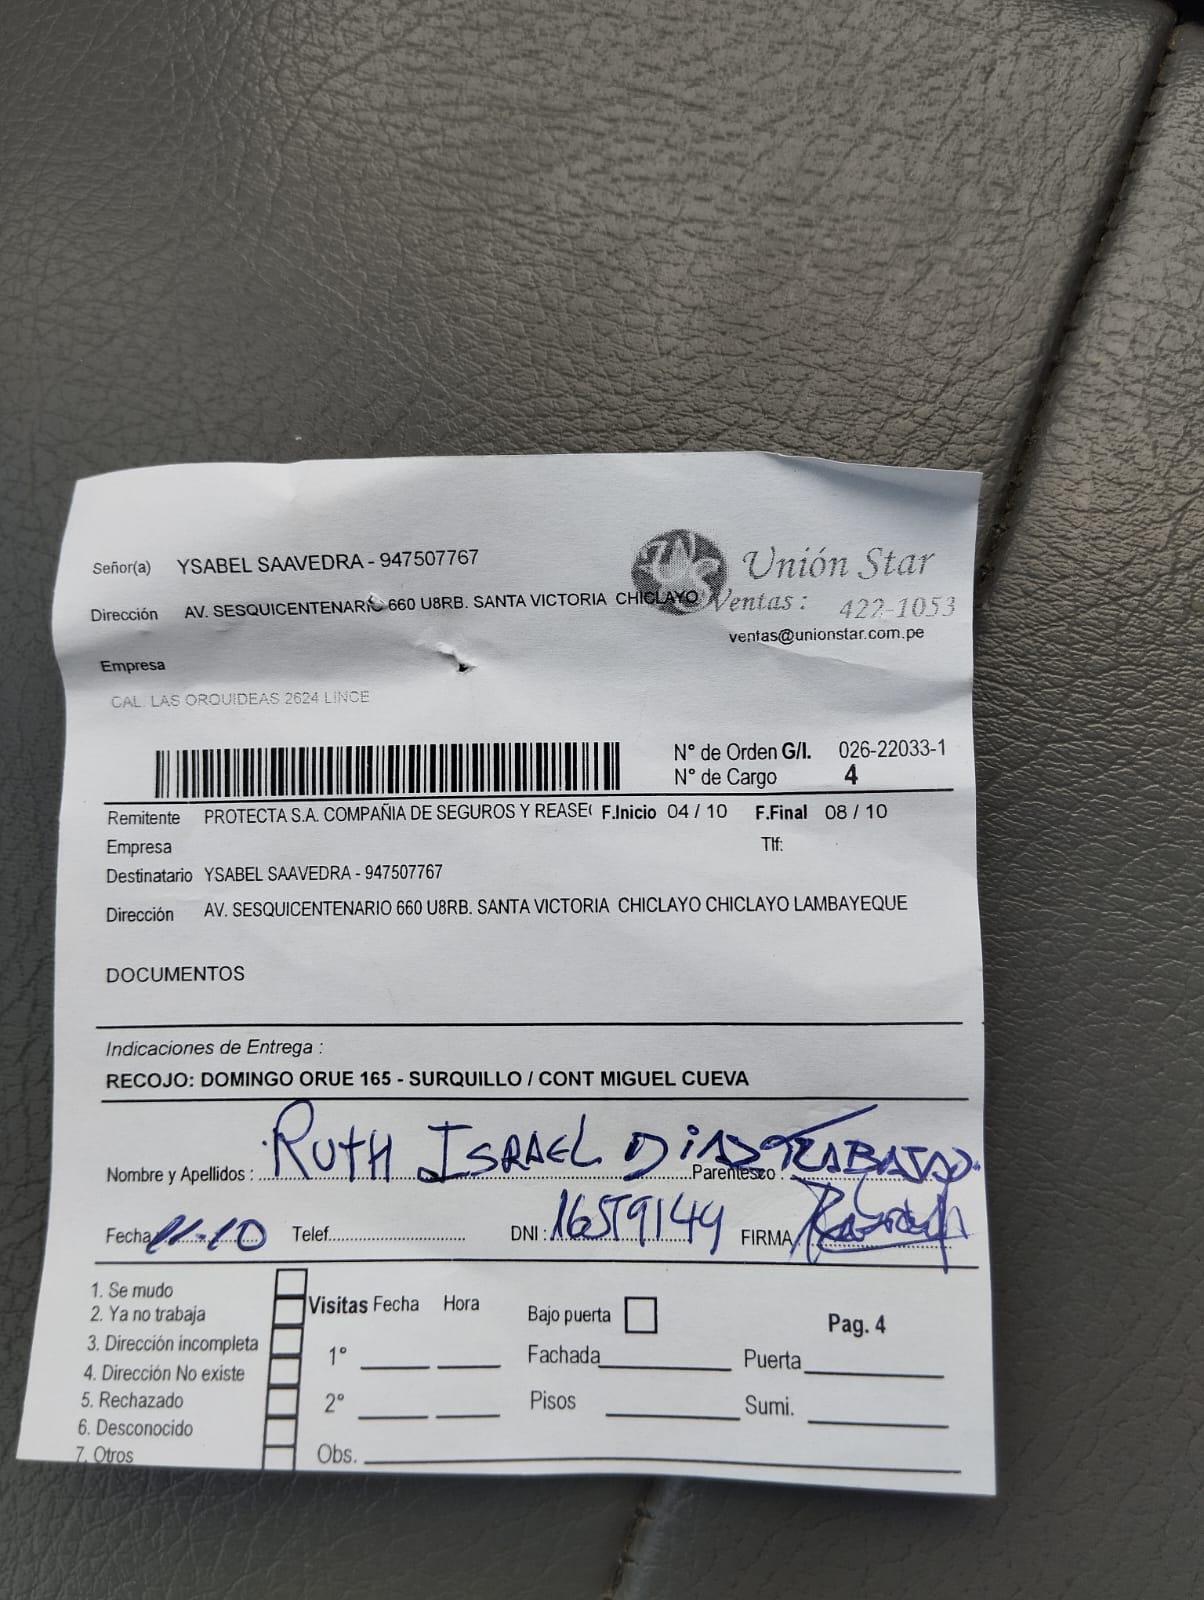 Señor(a) YSABEL SAAVEDRA - 947507767
Unión Star
Dirección AV. SESQUICENTENARIO 660 U8RB. SANTA VICTORIA CHICLAYO
Ventas: 422-1053
ventas@unionstar.com.pe
Empresa
CAL. LAS ORQUIDEAS 2624 LINCE
N° de Orden G/I. 026-22033-1
N° de Cargo 4
Remitente PROTECTA S.A. COMPAÑIA DE SEGUROS Y REASE F.Inicio 04 / 10 F.Final 08 / 10
Empresa Tlf:
Destinatario YSABEL SAAVEDRA - 947507767
Dirección AV. SESQUICENTENARIO 660 U8RB. SANTA VICTORIA CHICLAYO CHICLAYO LAMBAYEQUE
DOCUMENTOS
Indicaciones de Entrega :
RECOJO: DOMINGO ORUE 165 - SURQUILLO / CONT MIGUEL CUEVA
Nombre y Apellidos : RUTH ISRAEL DIAS Parentesco : TRABAJO
Fecha 11-10 Telef. DNI : 16519149 FIRMA
1. Se mudo
2. Ya no trabaja
3. Dirección incompleta
4. Dirección No existe
5. Rechazado
6. Desconocido
7. Otros
Visitas Fecha Hora
1°
2°
Obs.
Bajo puerta
Fachada Puerta
Pisos Sumi.
Pag. 4